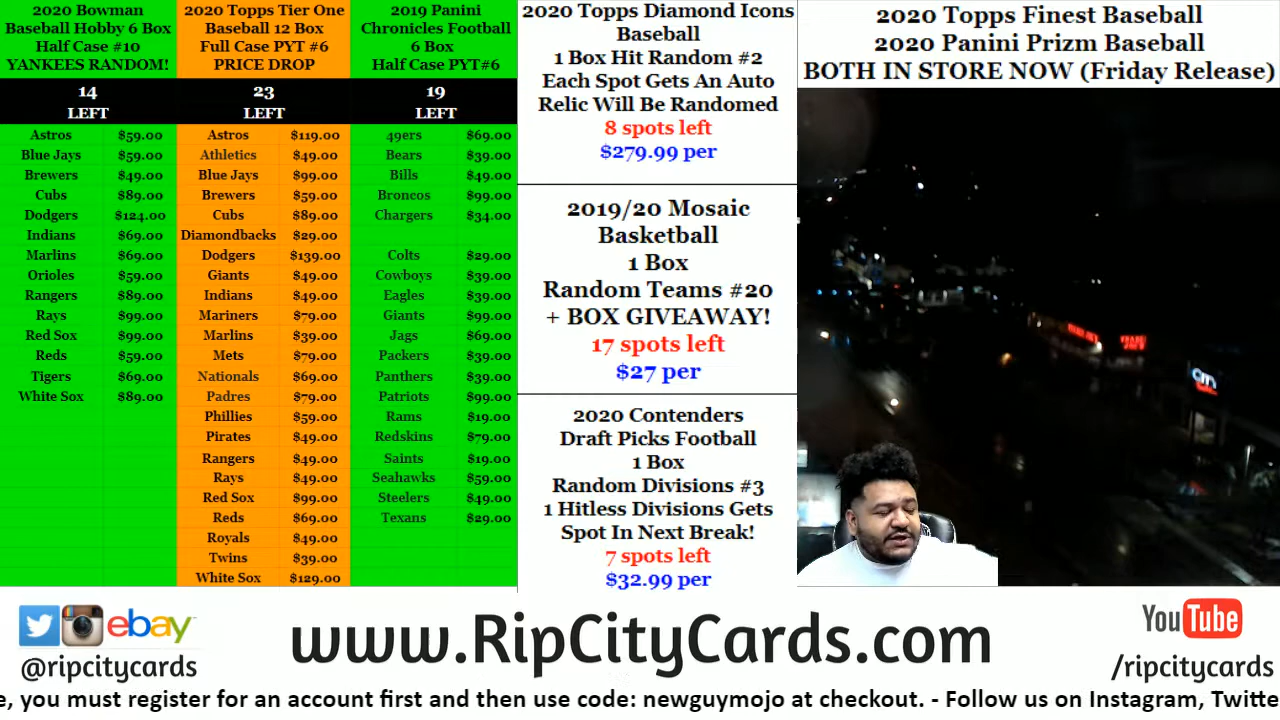 2020 Bowman
Baseball Hobby 6 Box
Half Case #10
YANKEES RANDOM!
14
LEFT
Astros $59.00
Blue Jays $59.00
Brewers $49.00
Cubs $89.00
Dodgers $124.00
Indians $69.00
Marlins $69.00
Orioles $59.00
Rangers $89.00
Rays $99.00
Red Sox $99.00
Reds $59.00
Tigers $69.00
White Sox $89.00
2020 Topps Tier One
Baseball 12 Box
Full Case PYT #6
PRICE DROP
23
LEFT
Astros $119.00
Athletics $49.00
Blue Jays $99.00
Brewers $59.00
Cubs $89.00
Diamondbacks $29.00
Dodgers $139.00
Giants $49.00
Indians $49.00
Mariners $79.00
Marlins $39.00
Mets $79.00
Nationals $69.00
Padres $79.00
Phillies $59.00
Pirates $49.00
Rangers $49.00
Rays $49.00
Red Sox $99.00
Reds $69.00
Royals $49.00
Twins $39.00
White Sox $129.00
2019 Panini
Chronicles Football
6 Box
Half Case PYT#6
19
LEFT
49ers $69.00
Bears $39.00
Bills $49.00
Broncos $99.00
Chargers $34.00
Colts $29.00
Cowboys $39.00
Eagles $39.00
Giants $99.00
Jags $69.00
Packers $39.00
Panthers $39.00
Patriots $99.00
Rams $19.00
Redskins $79.00
Saints $19.00
Seahawks $59.00
Steelers $49.00
Texans $29.00
2020 Topps Diamond Icons
Baseball
1 Box Hit Random #2
Each Spot Gets An Auto
Relic Will Be Randomed
8 spots left
$279.99 per
2019/20 Mosaic
Basketball
1 Box
Random Teams #20
+ BOX GIVEAWAY!
17 spots left
$27 per
2020 Contenders
Draft Picks Football
1 Box
Random Divisions #3
1 Hitless Divisions Gets
Spot In Next Break!
7 spots left
$32.99 per
2020 Topps Finest Baseball
2020 Panini Prizm Baseball
BOTH IN STORE NOW (Friday Release)
ebay
@ripcitycards
www.RipCityCards.com
YouTube
/ripcitycards
e, you must register for an account first and then use code: newguymojo at checkout. - Follow us on Instagram, Twitte